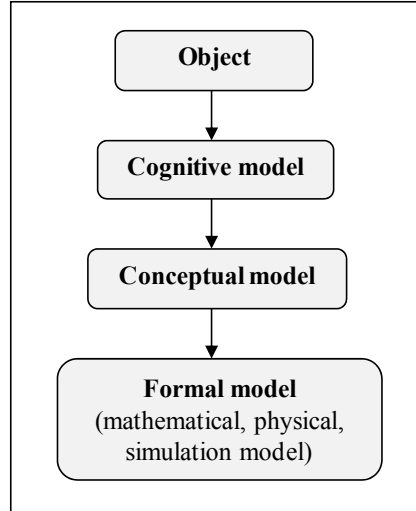 Object
Cognitive model
Conceptual model
Formal model
(mathematical, physical,
simulation model)